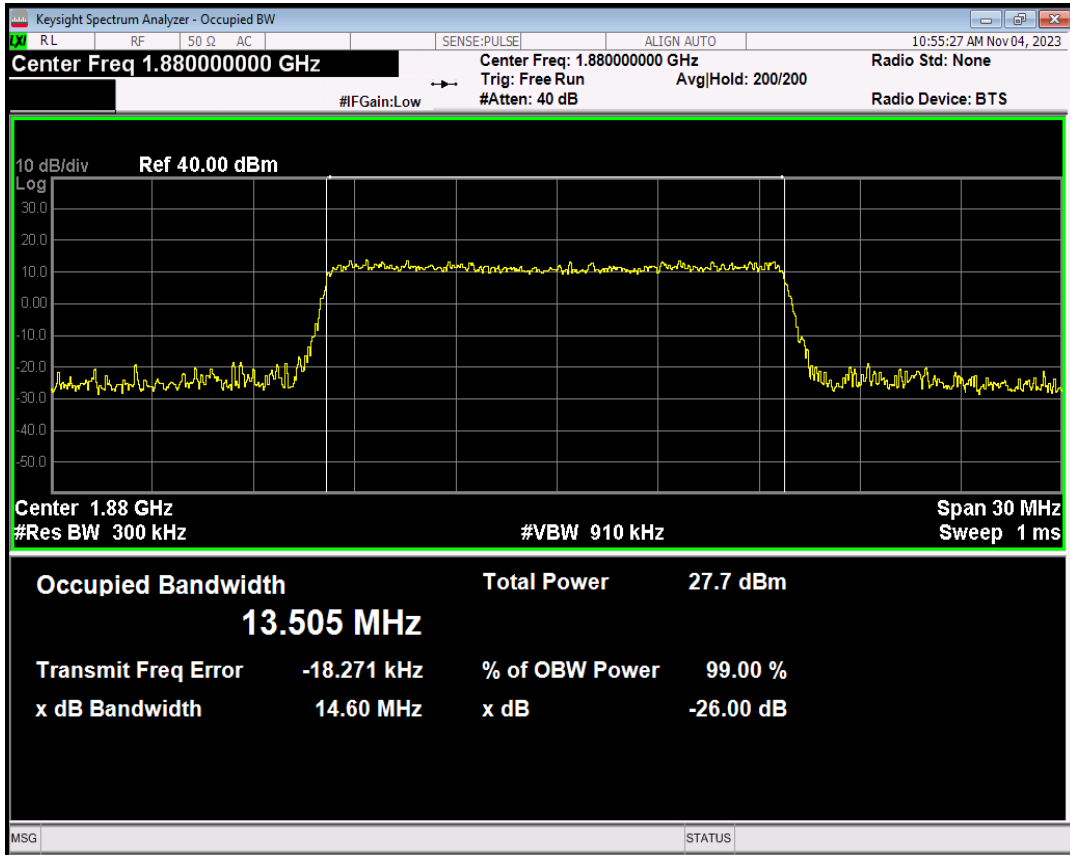 Keysight Spectrum Analyzer - Occupied BW
LXI RL RF 50 Ω AC SENSE:PULSE ALIGN AUTO 10:55:27 AM Nov 04, 2023
Center Freq 1.880000000 GHz Center Freq: 1.880000000 GHz Radio Std: None
Trig: Free Run Avg|Hold: 200/200
#IFGain:Low #Atten: 40 dB Radio Device: BTS
10 dB/div Ref 40.00 dBm
Log
30.0
20.0
10.0
0.00
-10.0
-20.0
-30.0
-40.0
-50.0
Center 1.88 GHz Span 30 MHz
#Res BW 300 kHz #VBW 910 kHz Sweep 1 ms
Occupied Bandwidth Total Power 27.7 dBm
13.505 MHz
Transmit Freq Error -18.271 kHz % of OBW Power 99.00 %
x dB Bandwidth 14.60 MHz x dB -26.00 dB
MSG STATUS